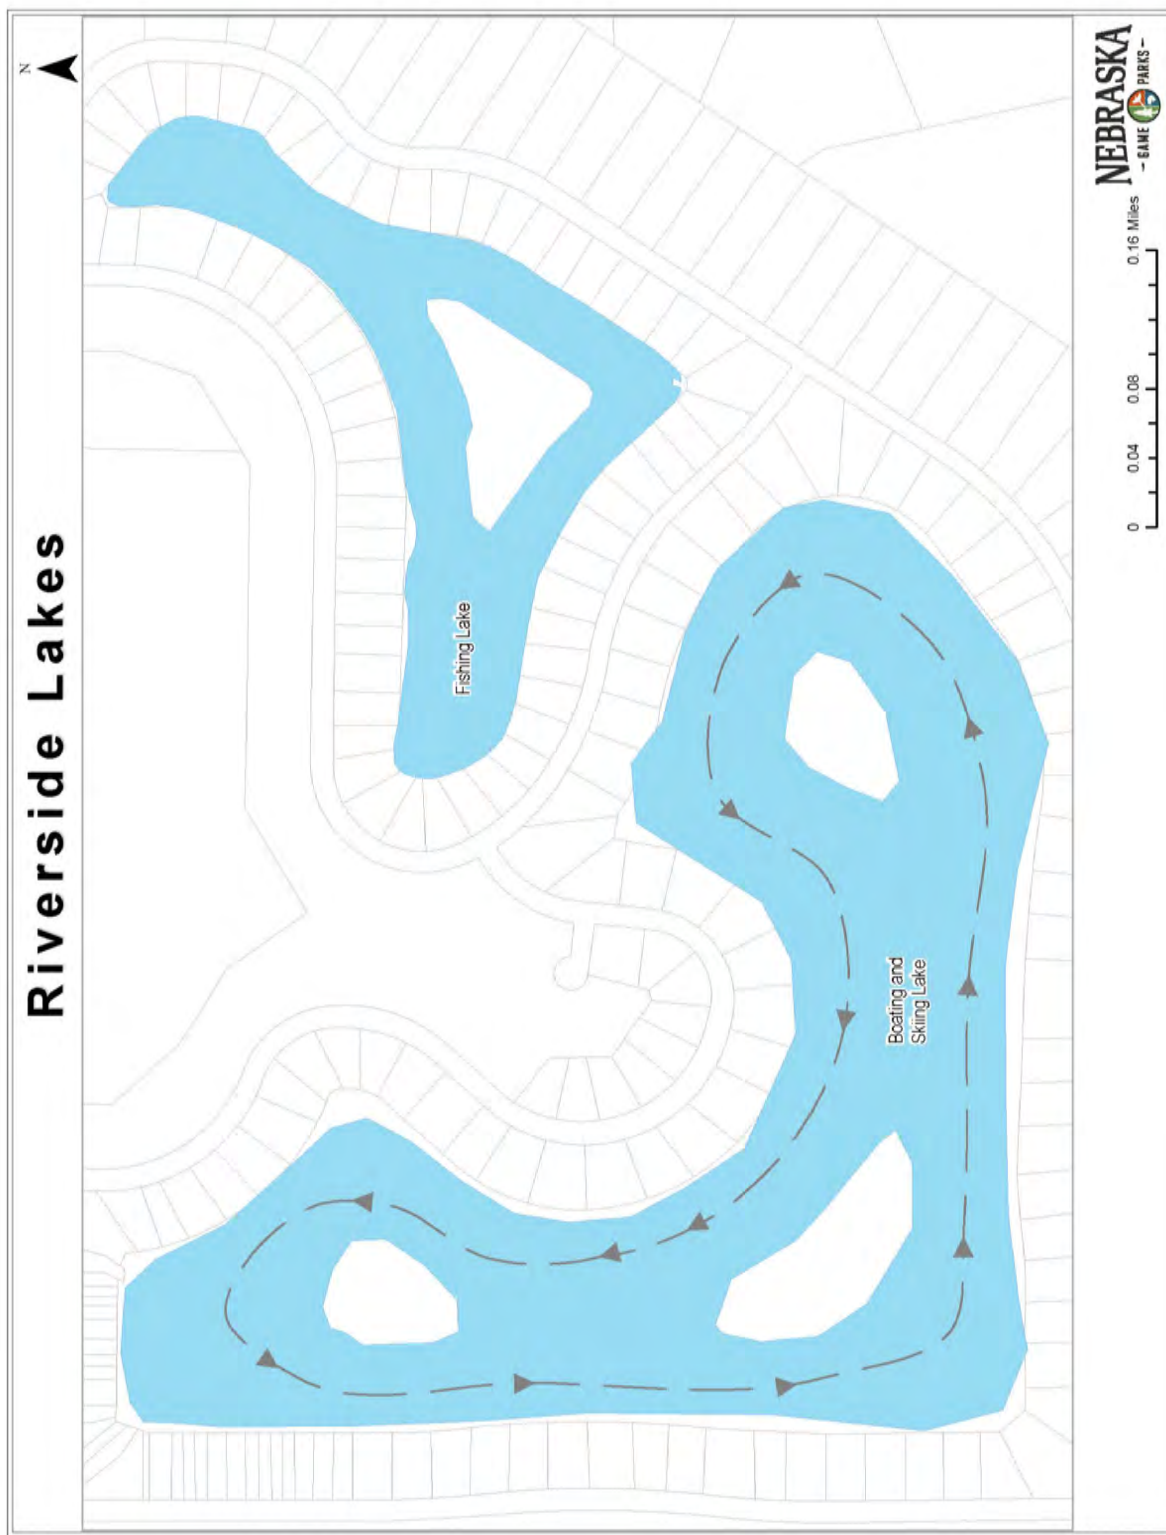 Riverside Lakes
N
Fishing Lake
Boating and
Skiing Lake
0 0.04 0.08 0.16 Miles
NEBRASKA
- GAME PARKS -